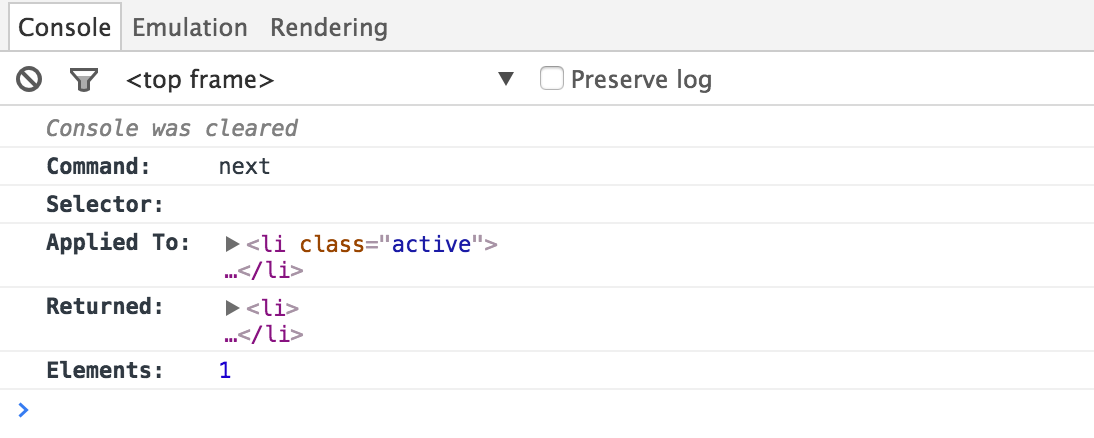 Console Emulation Rendering
<top frame> ▼ Preserve log
Console was cleared
Command: next
Selector:
Applied To: ▶<li class="active">
…</li>
Returned: ▶<li>
…</li>
Elements: 1
>